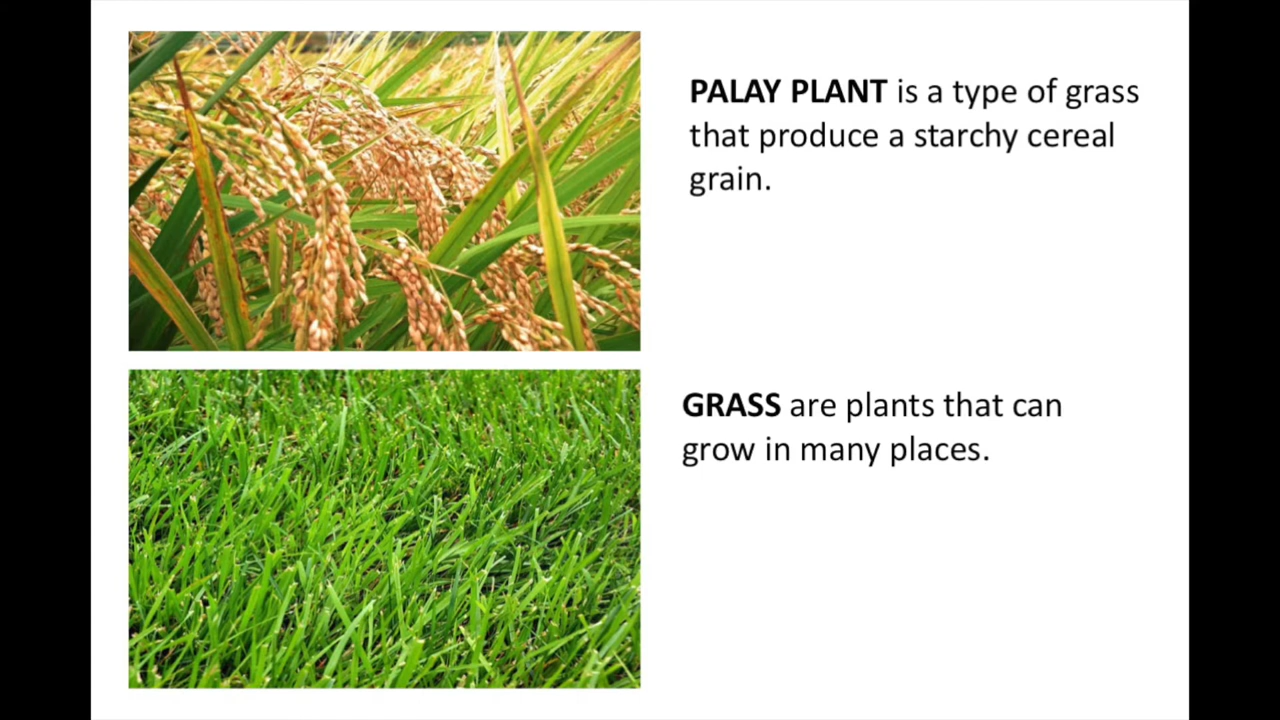 PALAY PLANT is a type of grass
that produce a starchy cereal
grain.
GRASS are plants that can
grow in many places.